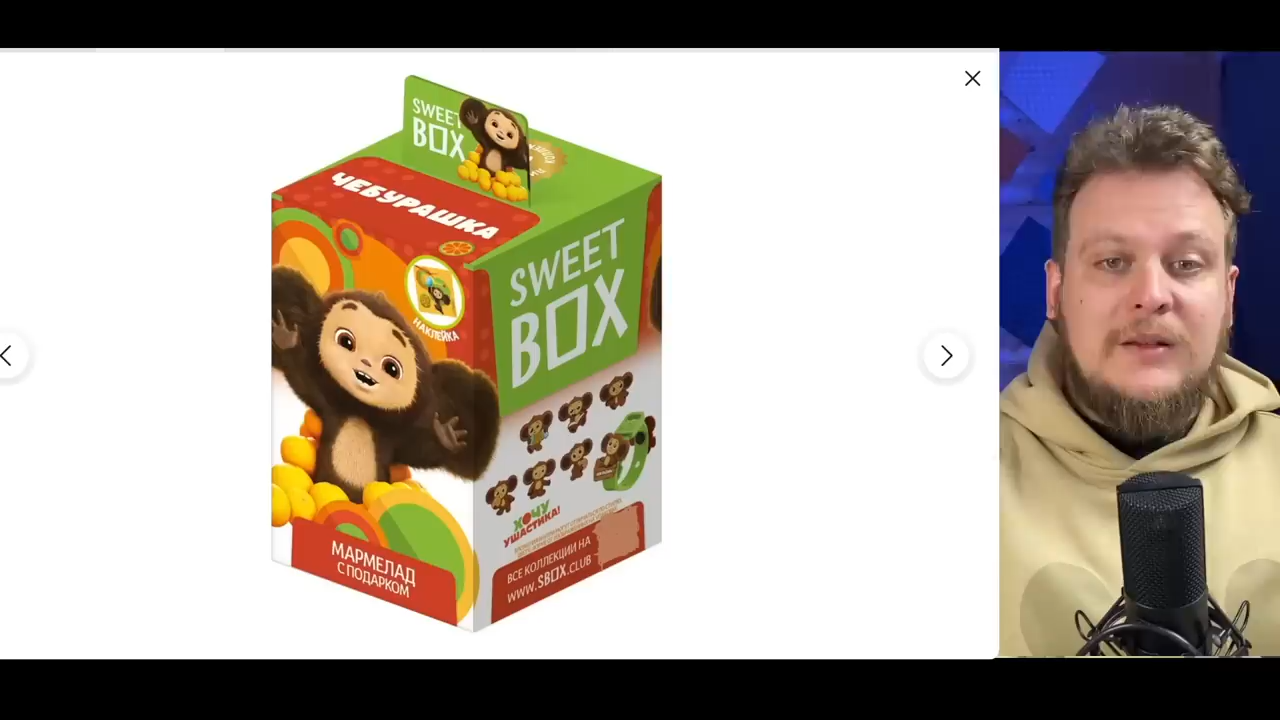 SWEET
BOX
ЧЕБУРАШКА
НАКЛЕЙКА
SWEET
BOX
ХОЧУ
УШАСТИКА!
МАРМЕЛАД
С ПОДАРКОМ
ВСЕ КОЛЛЕКЦИИ НА
WWW.SBOX.CLUB